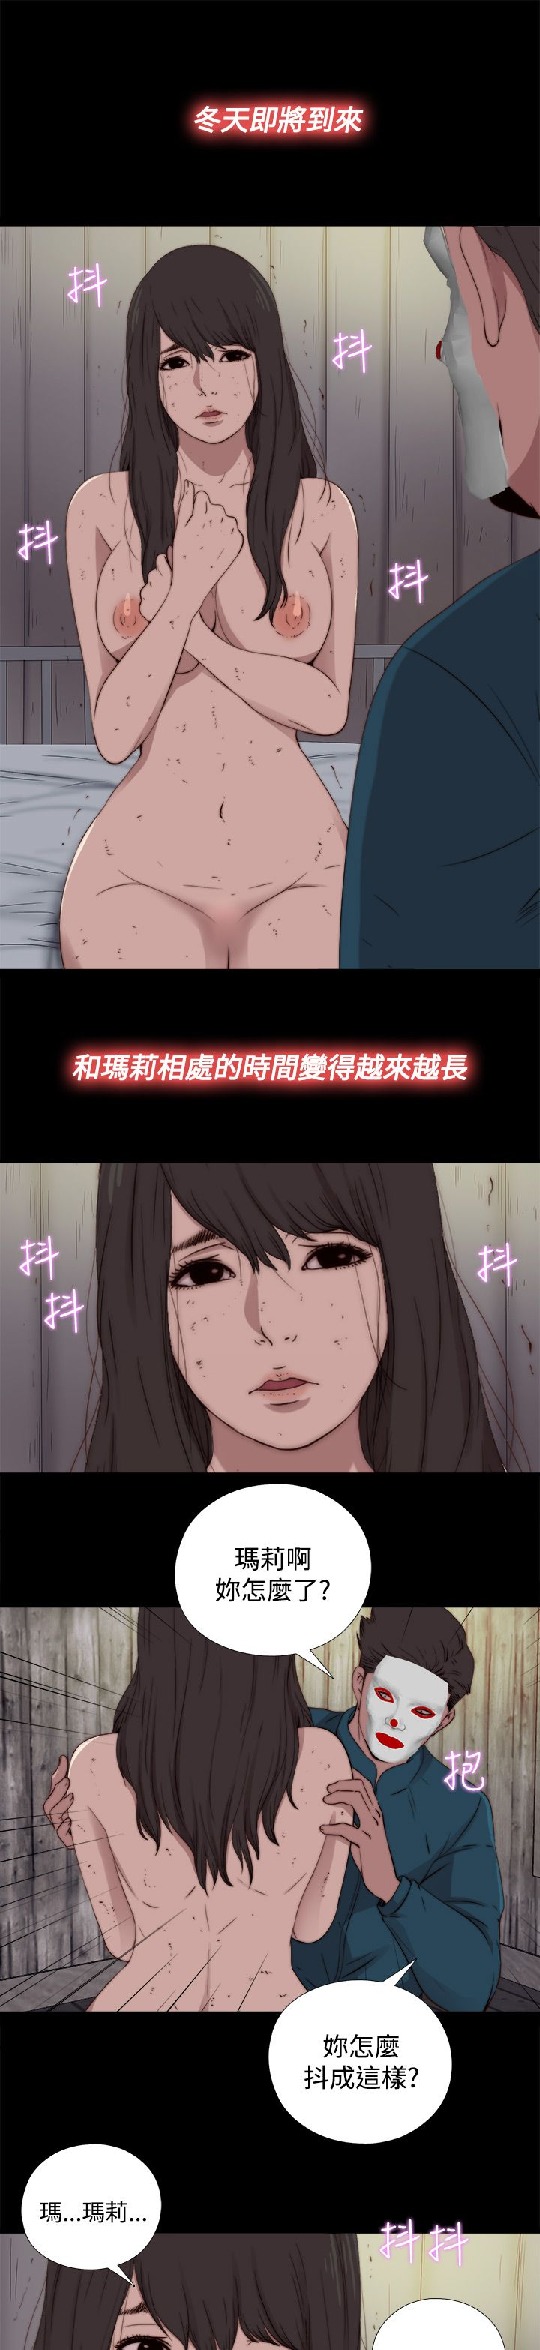 冬天即將到來
抖
抖
抖
抖
和瑪莉相處的時間變得越來越長
抖
抖
抖
瑪莉啊
妳怎麼了?
抱
妳怎麼
抖成這樣?
瑪...瑪莉...
抖抖